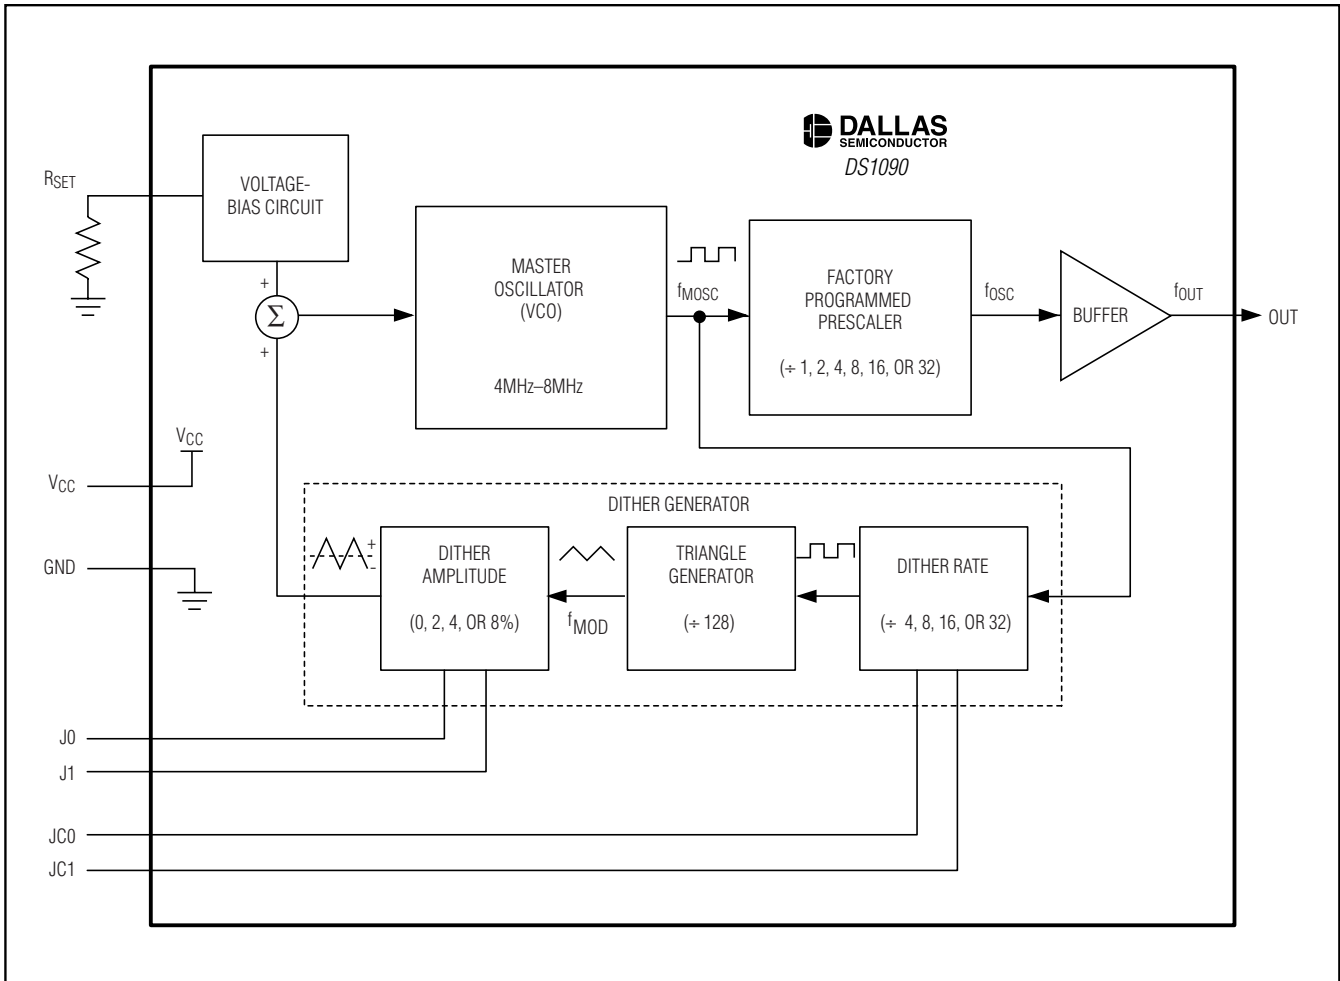 DALLAS
SEMICONDUCTOR
DS1090
RSET
VOLTAGE-
BIAS CIRCUIT
+
Σ
+
MASTER
OSCILLATOR
(VCO)
4MHz–8MHz
fMOSC
FACTORY
PROGRAMMED
PRESCALER
(÷ 1, 2, 4, 8, 16, OR 32)
fOSC
BUFFER
fOUT
OUT
VCC
VCC
GND
DITHER GENERATOR
+
-
DITHER
AMPLITUDE
(0, 2, 4, OR 8%)
fMOD
TRIANGLE
GENERATOR
(÷ 128)
DITHER RATE
(÷ 4, 8, 16, OR 32)
J0
J1
JC0
JC1